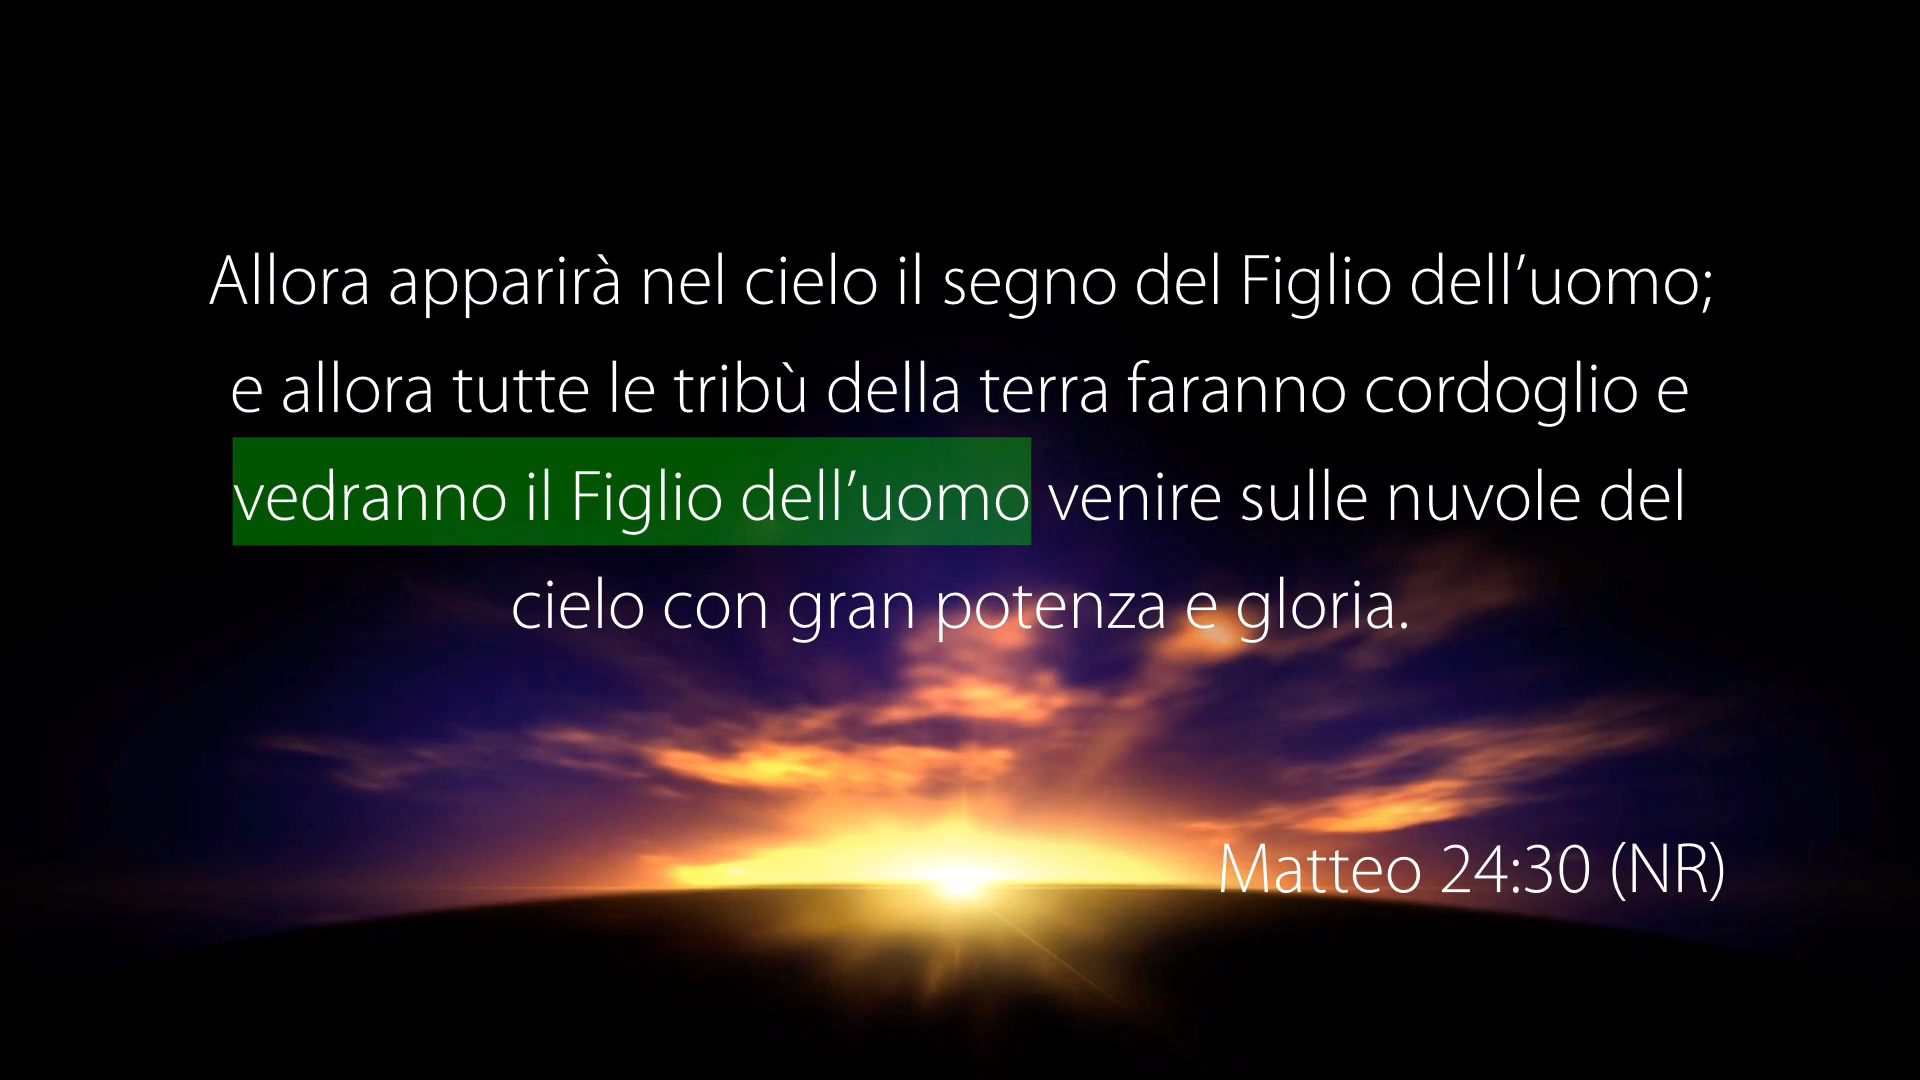 Allora apparirà nel cielo il segno del Figlio dell’uomo;
e allora tutte le tribù della terra faranno cordoglio e
vedranno il Figlio dell’uomo venire sulle nuvole del
cielo con gran potenza e gloria.
Matteo 24:30 (NR)